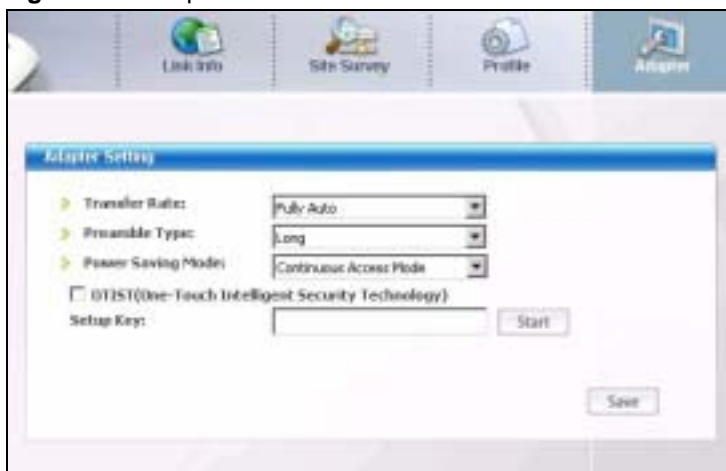 Link Info Site Survey Profile Adapter
Adapter Setting
Transfer Rate: Fully Auto
Preamble Type: Long
Power Saving Mode: Continuous Access Mode
OTIST(One-Touch Intelligent Security Technology)
Setup Key: Start
Save